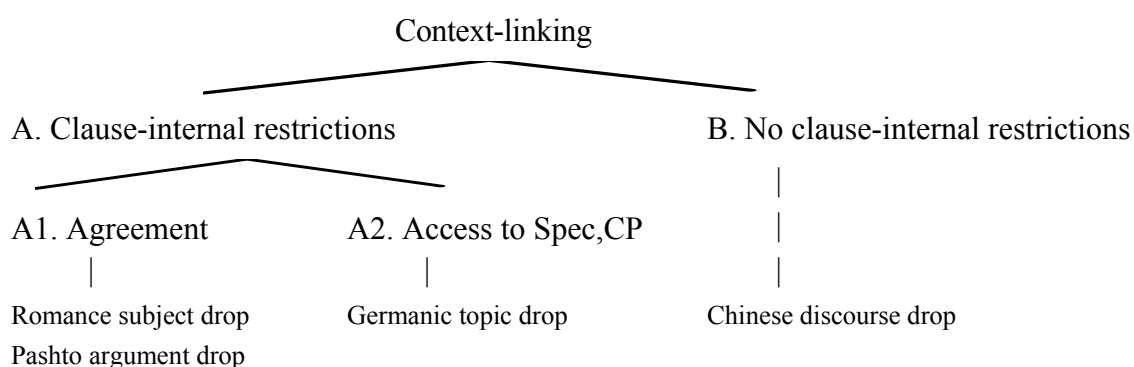 Context-linking
A. Clause-internal restrictions B. No clause-internal restrictions
A1. Agreement A2. Access to Spec,CP
Romance subject drop Germanic topic drop Chinese discourse drop
Pashto argument drop